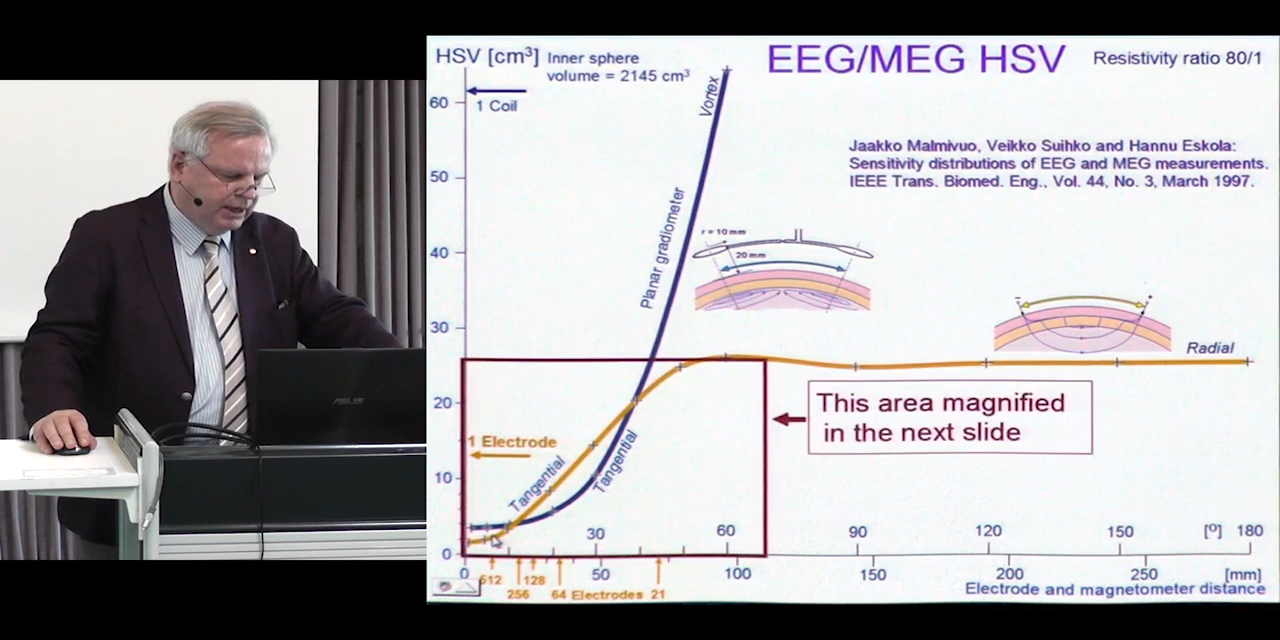 HSV [cm³]
Inner sphere
volume = 2145 cm³
EEG/MEG HSV
Resistivity ratio 80/1
1 Coil
Vortex
Jaakko Malmivuo, Veikko Suihko and Hannu Eskola:
Sensitivity distributions of EEG and MEG measurements.
IEEE Trans. Biomed. Eng., Vol. 44, No. 3, March 1997.
60
50
40
30
20
10
0
Planar gradiometer
r = 10 mm
20 mm
- +
Radial
This area magnified
in the next slide
1 Electrode
Tangential
Tangential
30 60 90 120 150 [º] 180
0 50 100 150 200 250 [mm]
512 128
256 64 Electrodes 21
Electrode and magnetometer distance
ASUS